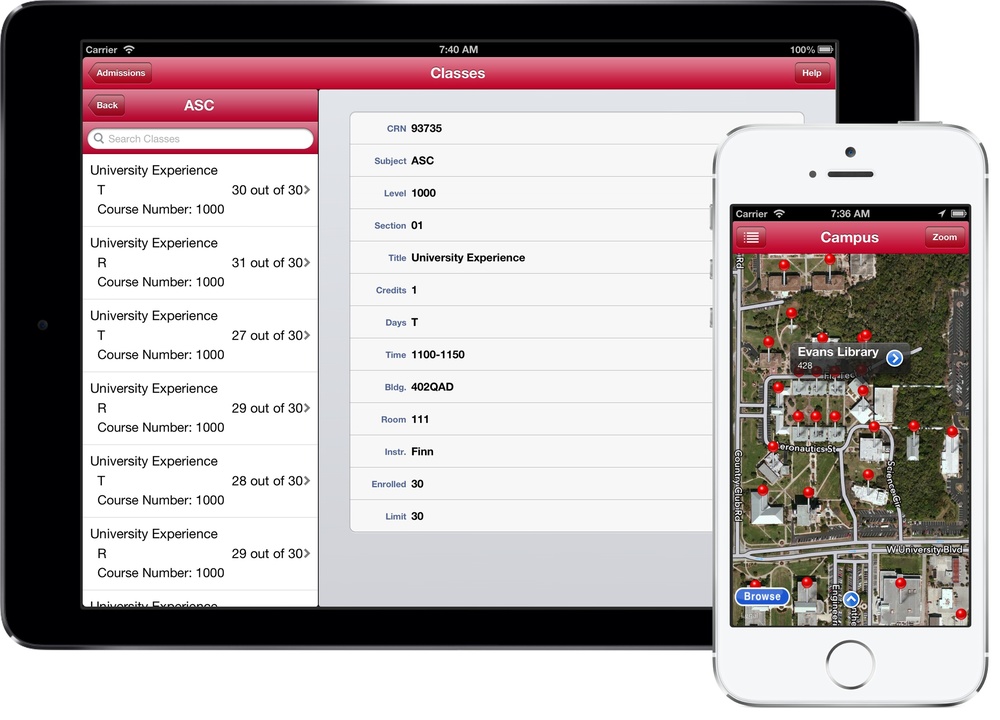 Carrier 7:40 AM 100%
Admissions Classes Help
Back ASC
Search Classes
University Experience
T 30 out of 30
Course Number: 1000
University Experience
R 31 out of 30
Course Number: 1000
University Experience
T 27 out of 30
Course Number: 1000
University Experience
R 29 out of 30
Course Number: 1000
University Experience
T 28 out of 30
Course Number: 1000
University Experience
R 29 out of 30
Course Number: 1000
University Experience
CRN 93735
Subject ASC
Level 1000
Section 01
Title University Experience
Credits 1
Days T
Time 1100-1150
Bldg. 402QAD
Room 111
Instr. Finn
Enrolled 30
Limit 30
Carrier 7:36 AM
Campus Zoom
Rd
Evans Library
428
eronautics St
Country Club Rd
Science Cir
W University Blvd
Browse
Engineer